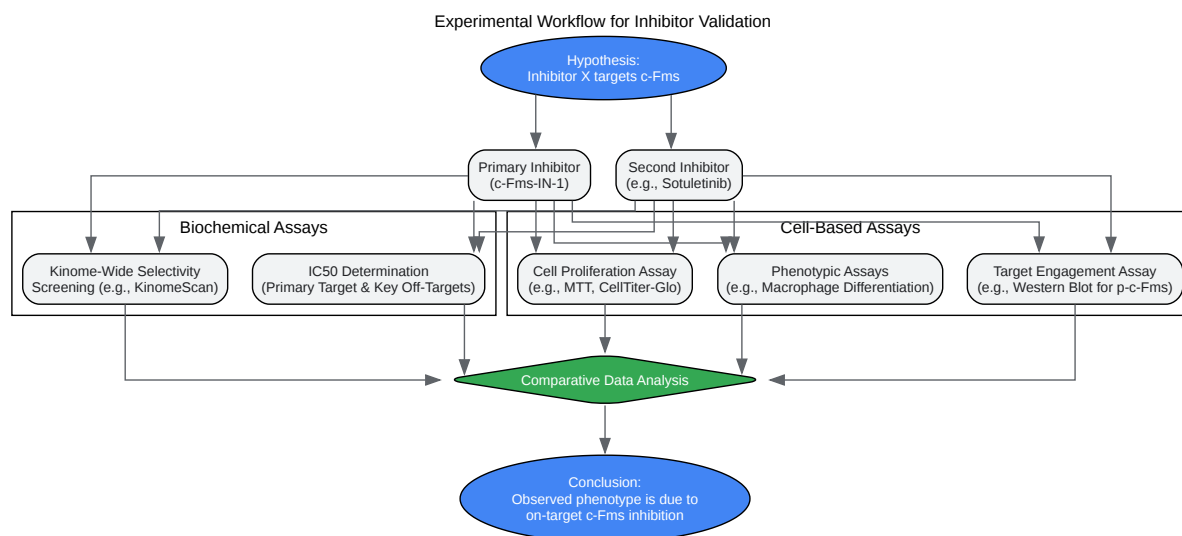 Experimental Workflow for Inhibitor Validation
Hypothesis:
Inhibitor X targets c-Fms
Primary Inhibitor
(c-Fms-IN-1)
Second Inhibitor
(e.g., Sotuletinib)
Biochemical Assays
Cell-Based Assays
Kinome-Wide Selectivity
Screening (e.g., KinomeScan)
IC50 Determination
(Primary Target & Key Off-Targets)
Cell Proliferation Assay
(e.g., MTT, CellTiter-Glo)
Phenotypic Assays
(e.g., Macrophage Differentiation)
Target Engagement Assay
(e.g., Western Blot for p-c-Fms)
Comparative Data Analysis
Conclusion:
Observed phenotype is due to
on-target c-Fms inhibition